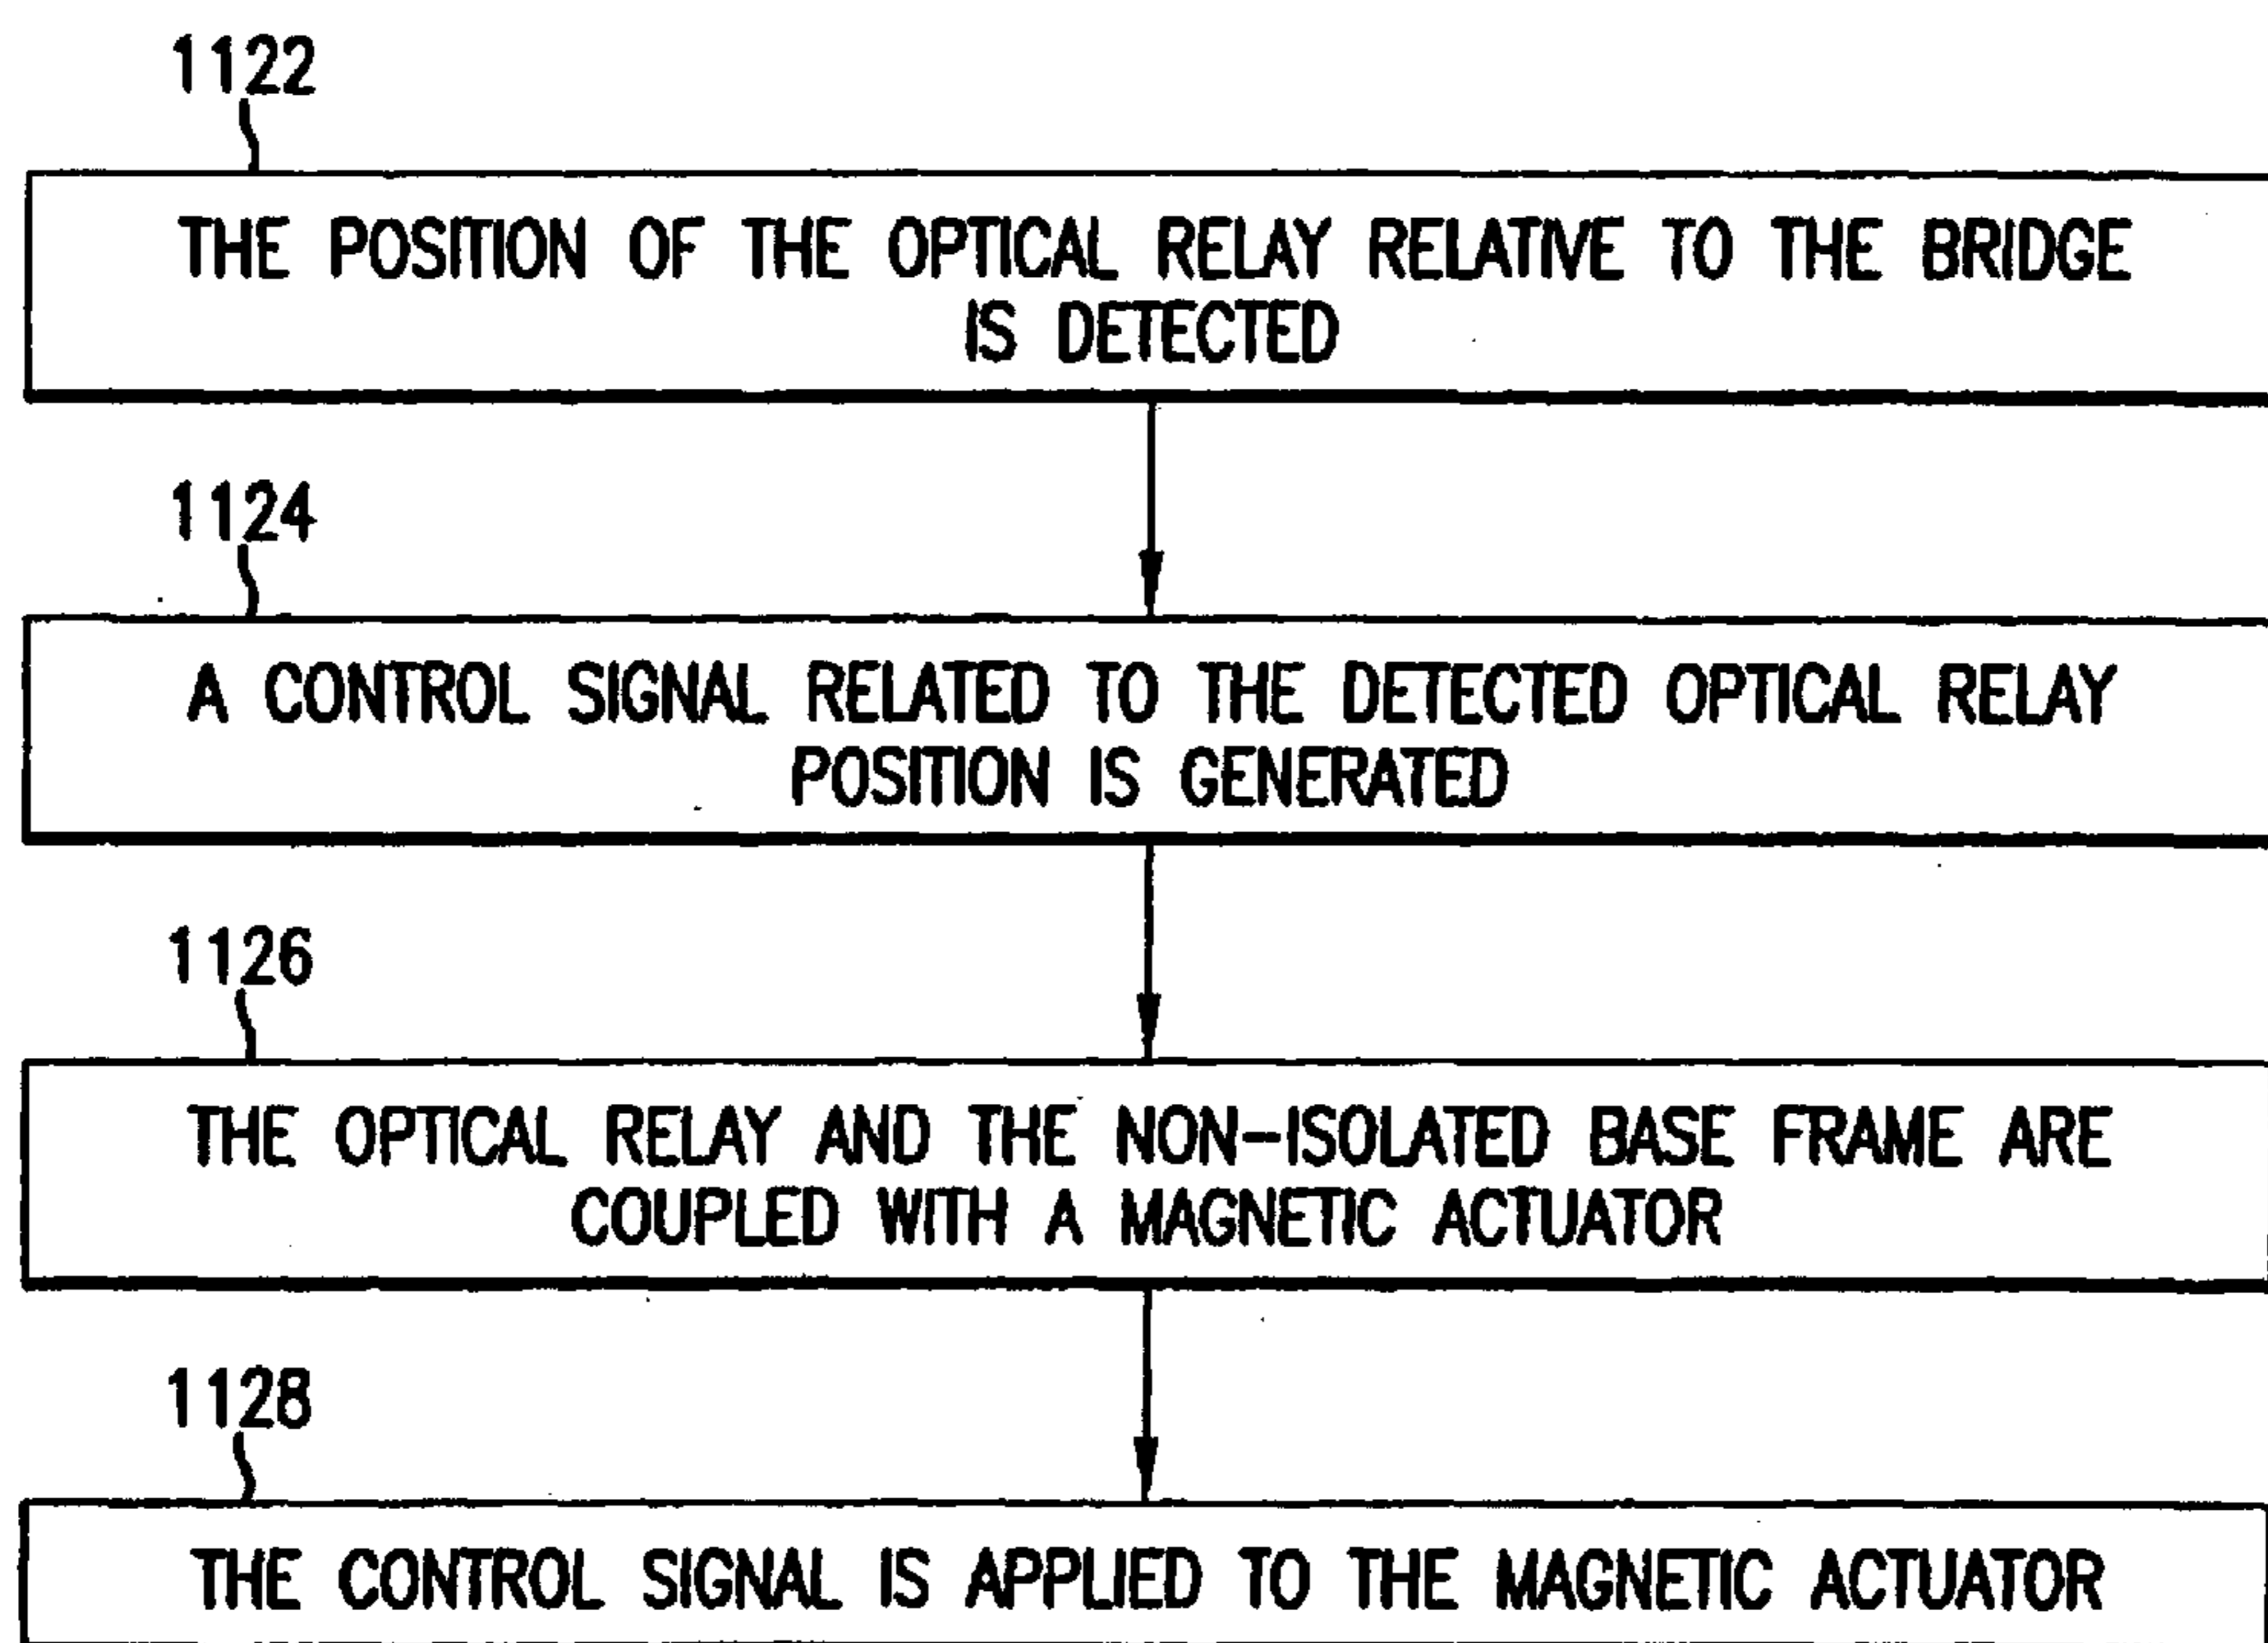 1122
THE POSITION OF THE OPTICAL RELAY RELATIVE TO THE BRIDGE
IS DETECTED
1124
A CONTROL SIGNAL RELATED TO THE DETECTED OPTICAL RELAY
POSITION IS GENERATED
1126
THE OPTICAL RELAY AND THE NON-ISOLATED BASE FRAME ARE
COUPLED WITH A MAGNETIC ACTUATOR
1128
THE CONTROL SIGNAL IS APPLIED TO THE MAGNETIC ACTUATOR